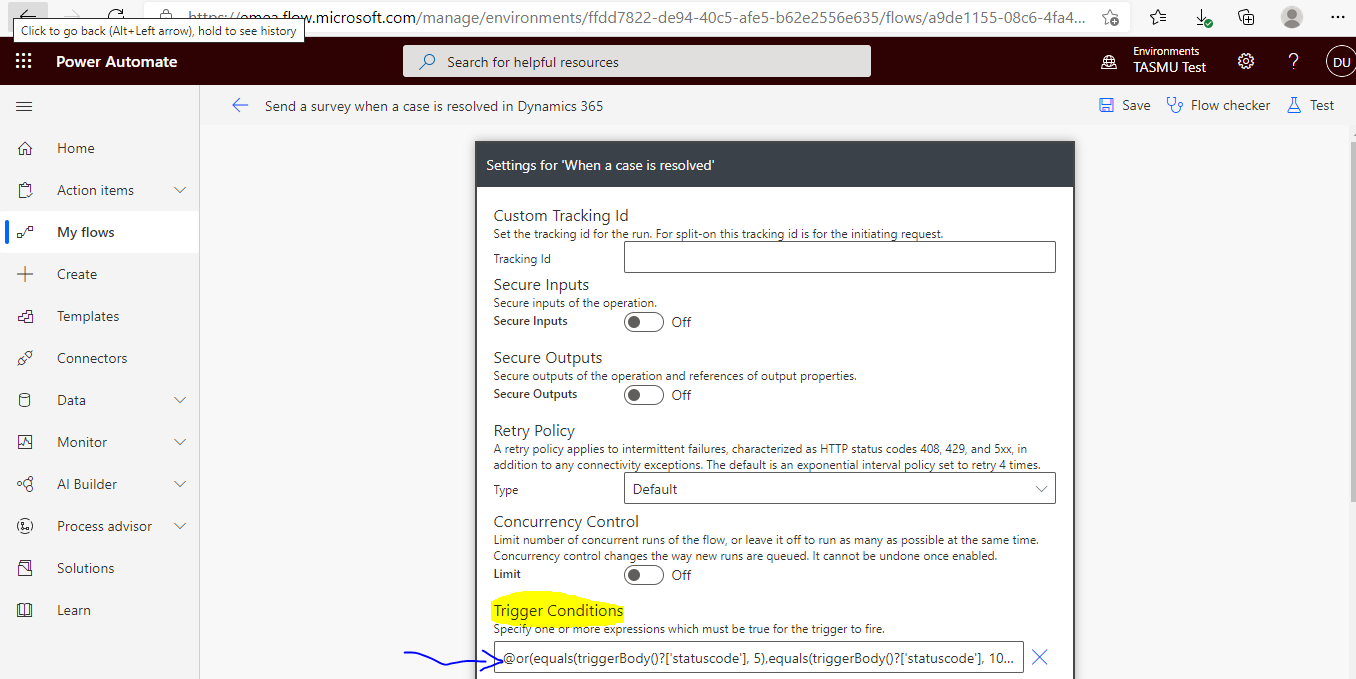 https://emea.flow.microsoft.com/manage/environments/ffdd7822-de94-40c5-afe5-b62e2556e635/flows/a9de1155-08c6-4fa4...
Click to go back (Alt+Left arrow), hold to see history
Power Automate
Search for helpful resources
Environments
TASMU Test
?
DU
Send a survey when a case is resolved in Dynamics 365
Save
Flow checker
Test
Home
Action items
My flows
Create
Templates
Connectors
Data
Monitor
AI Builder
Process advisor
Solutions
Learn
Settings for 'When a case is resolved'
Custom Tracking Id
Set the tracking id for the run. For split-on this tracking id is for the initiating request.
Tracking Id
Secure Inputs
Secure inputs of the operation.
Secure Inputs
Off
Secure Outputs
Secure outputs of the operation and references of output properties.
Secure Outputs
Off
Retry Policy
A retry policy applies to intermittent failures, characterized as HTTP status codes 408, 429, and 5xx, in
addition to any connectivity exceptions. The default is an exponential interval policy set to retry 4 times.
Type
Default
Concurrency Control
Limit number of concurrent runs of the flow, or leave it off to run as many as possible at the same time.
Concurrency control changes the way new runs are queued. It cannot be undone once enabled.
Limit
Off
Trigger Conditions
Specify one or more expressions which must be true for the trigger to fire.
@or(equals(triggerBody()?['statuscode'], 5),equals(triggerBody()?['statuscode'], 10...